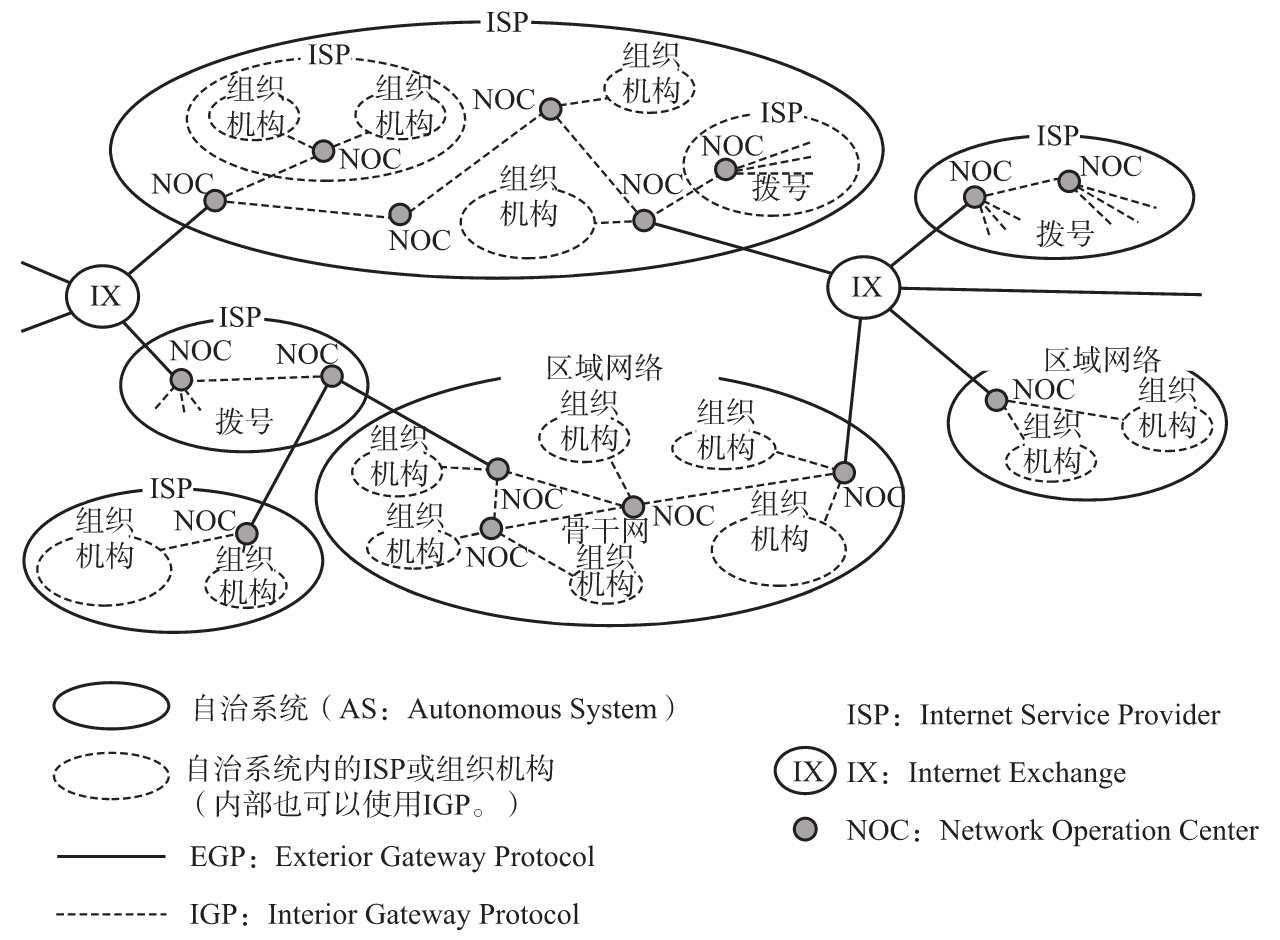 ISP
ISP
组织
机构
组织
机构
NOC
NOC
NOC
NOC
组织
机构
组织
机构
NOC
ISP
NOC
拨号
ISP
NOC
NOC
拨号
IX
IX
ISP
NOC
NOC
拨号
ISP
组织
机构
NOC
组织
机构
区域网络
组织
机构
组织
机构
组织
机构
NOC
组织
机构
NOC
骨干网
NOC
组织
机构
组织
机构
NOC
区域网络
NOC
组织
机构
组织
机构
自治系统（AS：Autonomous System）
自治系统内的ISP或组织机构
（内部也可以使用IGP。）
EGP：Exterior Gateway Protocol
IGP：Interior Gateway Protocol
ISP：Internet Service Provider
IX IX：Internet Exchange
NOC：Network Operation Center